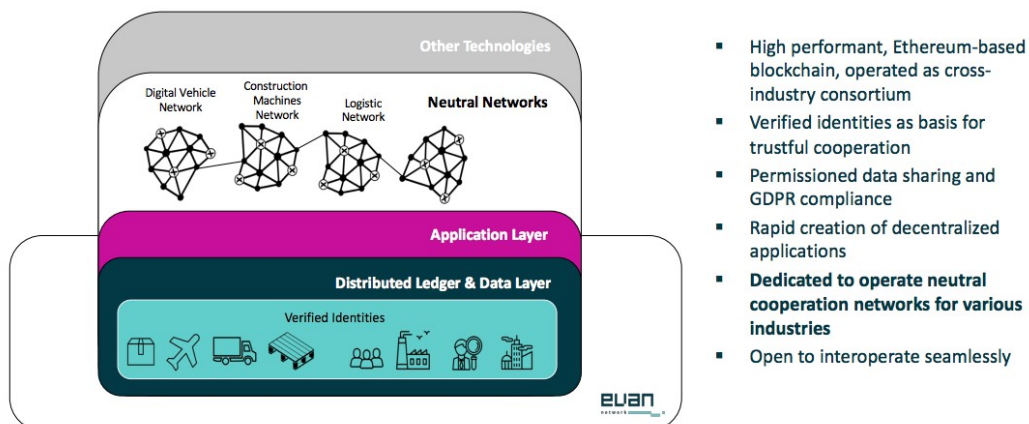 Other Technologies
Digital Vehicle
Network
Construction
Machines
Network
Logistic
Network
Neutral Networks
Application Layer
Distributed Ledger & Data Layer
Verified Identities
evan
network
▪ High performant, Ethereum-based
blockchain, operated as cross-
industry consortium
▪ Verified identities as basis for
trustful cooperation
▪ Permissioned data sharing and
GDPR compliance
▪ Rapid creation of decentralized
applications
▪ Dedicated to operate neutral
cooperation networks for various
industries
▪ Open to interoperate seamlessly